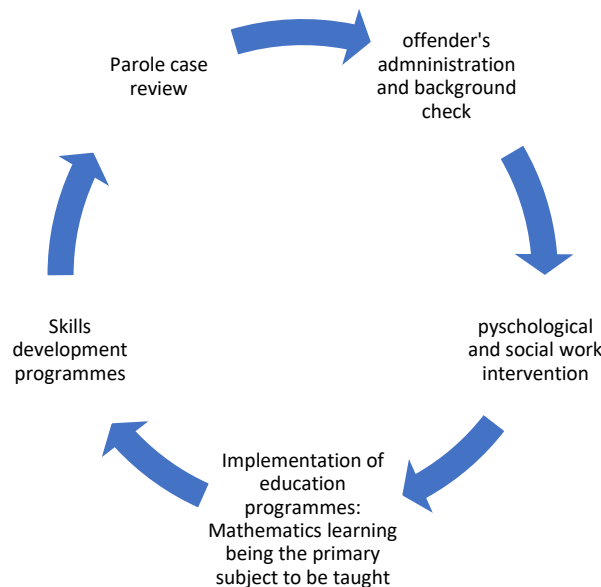 Parole case
review
offender's
admninistration
and background
check
pyschological
and social work
intervention
Implementation of
education
programmes:
Mathematics learning
being the primary
subject to be taught
Skills
development
programmes